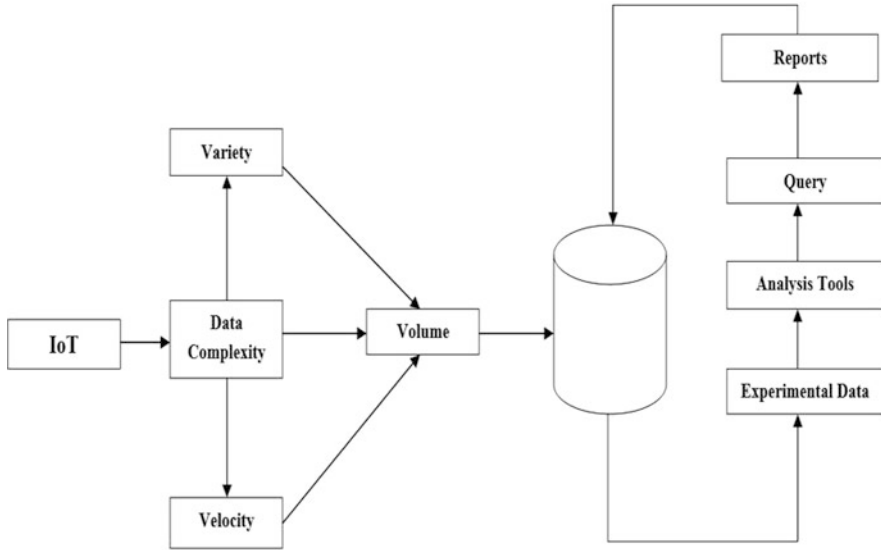 Reports
Variety
Query
Analysis Tools
IoT
Data
Complexity
Volume
Experimental Data
Velocity